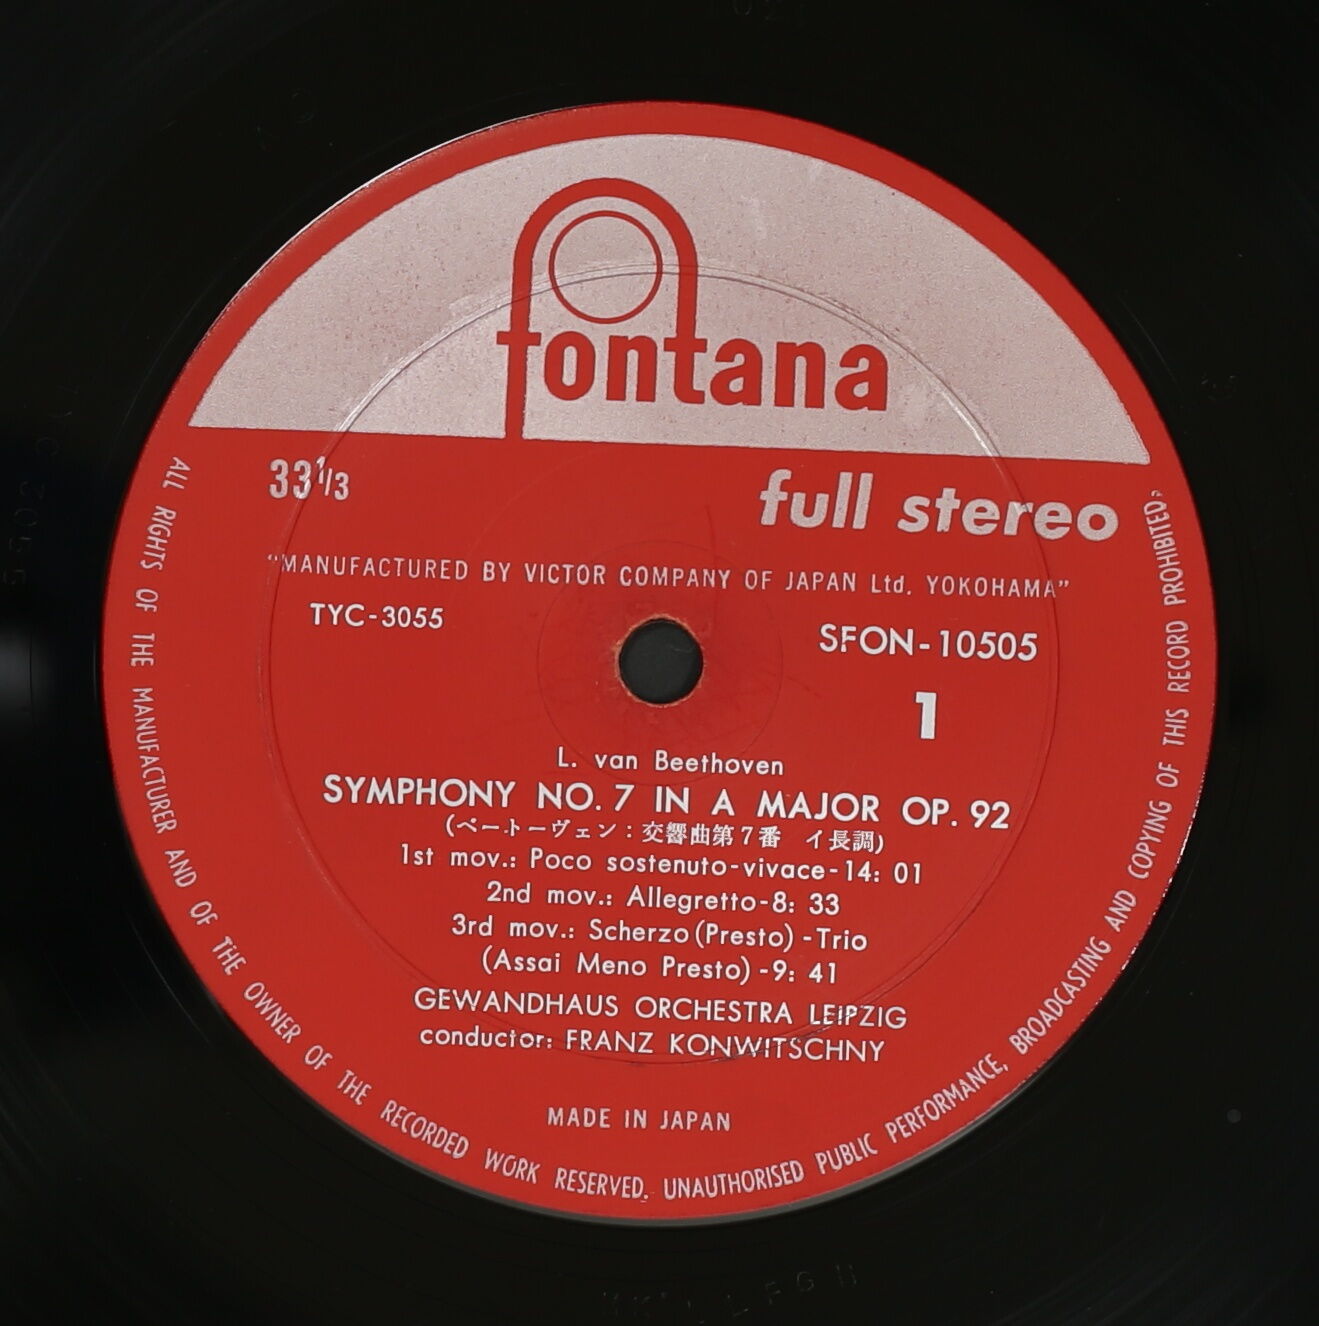 fontana
33 1/3
full stereo
"MANUFACTURED BY VICTOR COMPANY OF JAPAN Ltd. YOKOHAMA"
TYC-3055
SFON-10505
1
L. van Beethoven
SYMPHONY NO. 7 IN A MAJOR OP. 92
(ベートーヴェン：交響曲第7番 イ長調)
1st mov.: Poco sostenuto-vivace-14: 01
2nd mov.: Allegretto-8: 33
3rd mov.: Scherzo (Presto) -Trio
(Assai Meno Presto) -9: 41
GEWANDHAUS ORCHESTRA LEIPZIG
conductor: FRANZ KONWITSCHNY
MADE IN JAPAN
ALL RIGHTS OF THE MANUFACTURER AND OF THE OWNER OF THE RECORDED WORK RESERVED. UNAUTHORISED PUBLIC PERFORMANCE, BROADCASTING AND COPYING OF THIS RECORD PROHIBITED.